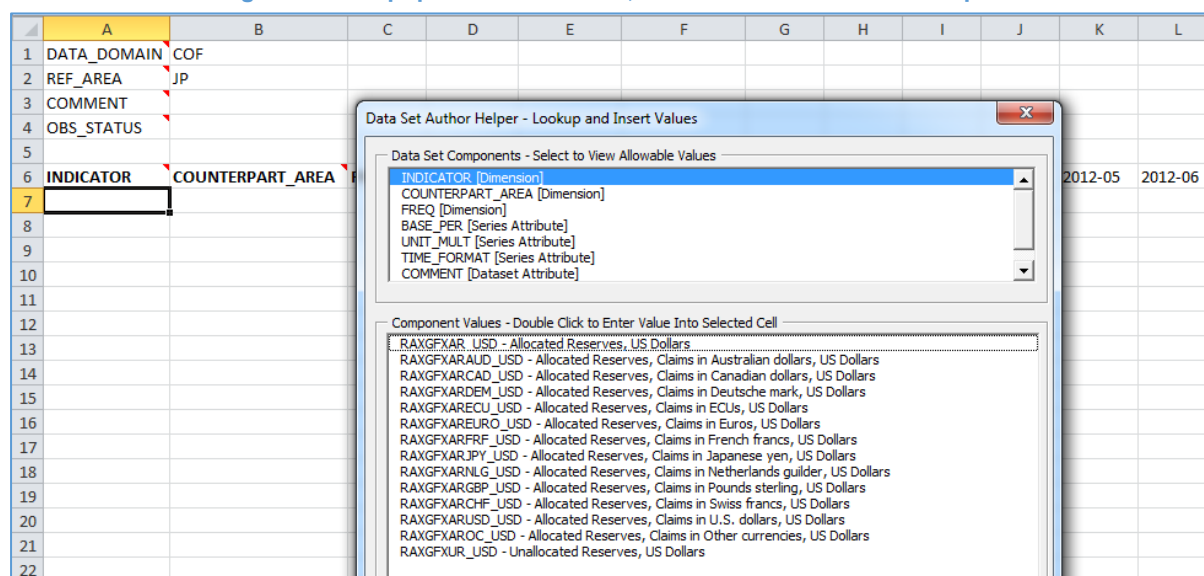 A B C D E F G H I J K L
1 DATA_DOMAIN COF
2 REF_AREA JP
3 COMMENT
4 OBS_STATUS
5
6 INDICATOR COUNTERPART_AREA 2012-05 2012-06
7
8
9
10
11
12
13
14
15
16
17
18
19
20
21
22
Data Set Author Helper - Lookup and Insert Values
Data Set Components - Select to View Allowable Values
INDICATOR [Dimension]
COUNTERPART_AREA [Dimension]
FREQ [Dimension]
BASE_PER [Series Attribute]
UNIT_MULT [Series Attribute]
TIME_FORMAT [Series Attribute]
COMMENT [Dataset Attribute]
Component Values - Double Click to Enter Value Into Selected Cell
RAXGFXAR_USD - Allocated Reserves, US Dollars
RAXGFXARAUD_USD - Allocated Reserves, Claims in Australian dollars, US Dollars
RAXGFXARCAD_USD - Allocated Reserves, Claims in Canadian dollars, US Dollars
RAXGFXARDEM_USD - Allocated Reserves, Claims in Deutsche mark, US Dollars
RAXGFXARECU_USD - Allocated Reserves, Claims in ECUs, US Dollars
RAXGFXAREURO_USD - Allocated Reserves, Claims in Euros, US Dollars
RAXGFXARFRF_USD - Allocated Reserves, Claims in French francs, US Dollars
RAXGFXARJPY_USD - Allocated Reserves, Claims in Japanese yen, US Dollars
RAXGFXARNLG_USD - Allocated Reserves, Claims in Netherlands guilder, US Dollars
RAXGFXARGBP_USD - Allocated Reserves, Claims in Pounds sterling, US Dollars
RAXGFXARCHF_USD - Allocated Reserves, Claims in Swiss francs, US Dollars
RAXGFXARUSD_USD - Allocated Reserves, Claims in U.S. dollars, US Dollars
RAXGFXAROC_USD - Allocated Reserves, Claims in Other currencies, US Dollars
RAXGFXUR_USD - Unallocated Reserves, US Dollars